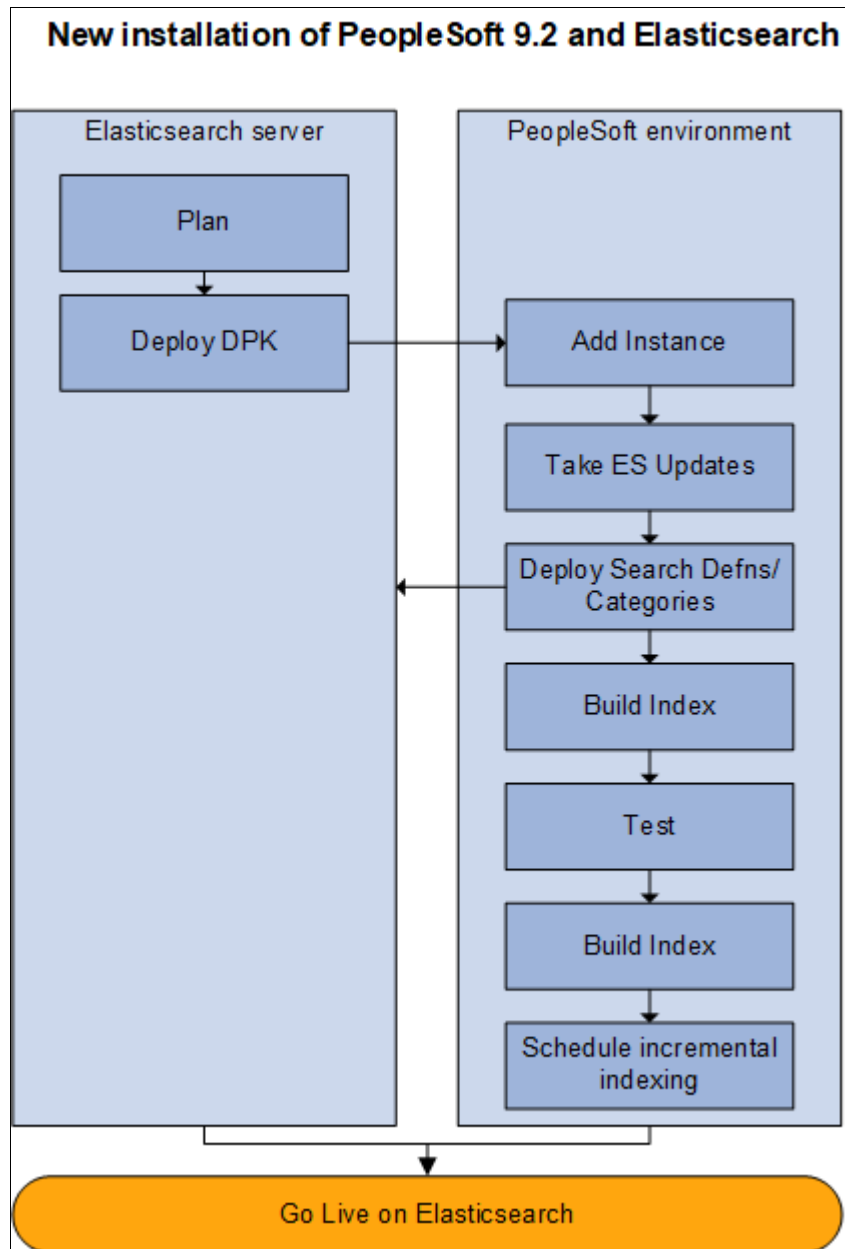 New installation of PeopleSoft 9.2 and Elasticsearch
Elasticsearch server
Plan
Deploy DPK
PeopleSoft environment
Add Instance
Take ES Updates
Deploy Search Defns/
Categories
Build Index
Test
Build Index
Schedule incremental
indexing
Go Live on Elasticsearch